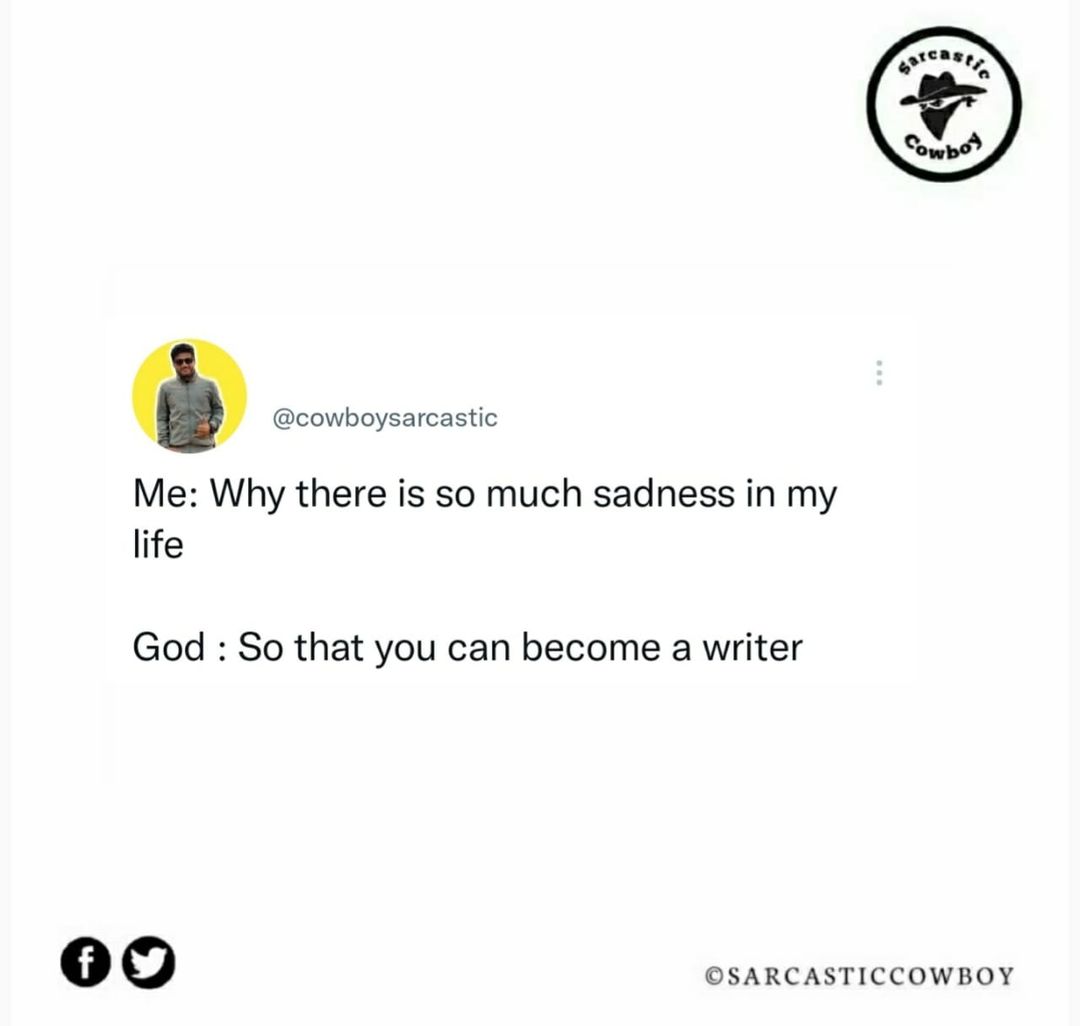 Sarcastic
Cowboy
@cowboysarcastic
Me: Why there is so much sadness in my
life
God : So that you can become a writer
©SARCASTICCOWBOY